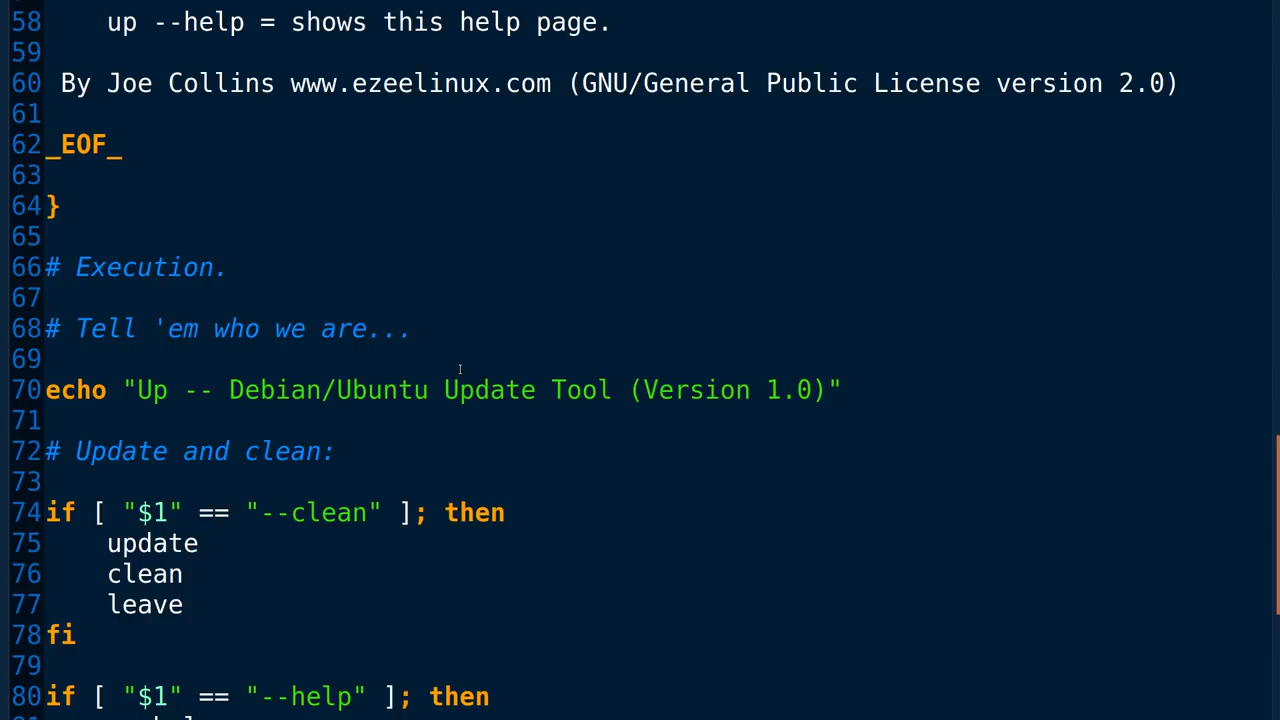 58 up --help = shows this help page.
59
60 By Joe Collins www.ezeelinux.com (GNU/General Public License version 2.0)
61
62 _EOF_
63
64 }
65
66 # Execution.
67
68 # Tell 'em who we are...
69
70 echo "Up -- Debian/Ubuntu Update Tool (Version 1.0)"
71
72 # Update and clean:
73
74 if [ "$1" == "--clean" ]; then
75     update
76     clean
77     leave
78 fi
79
80 if [ "$1" == "--help" ]; then